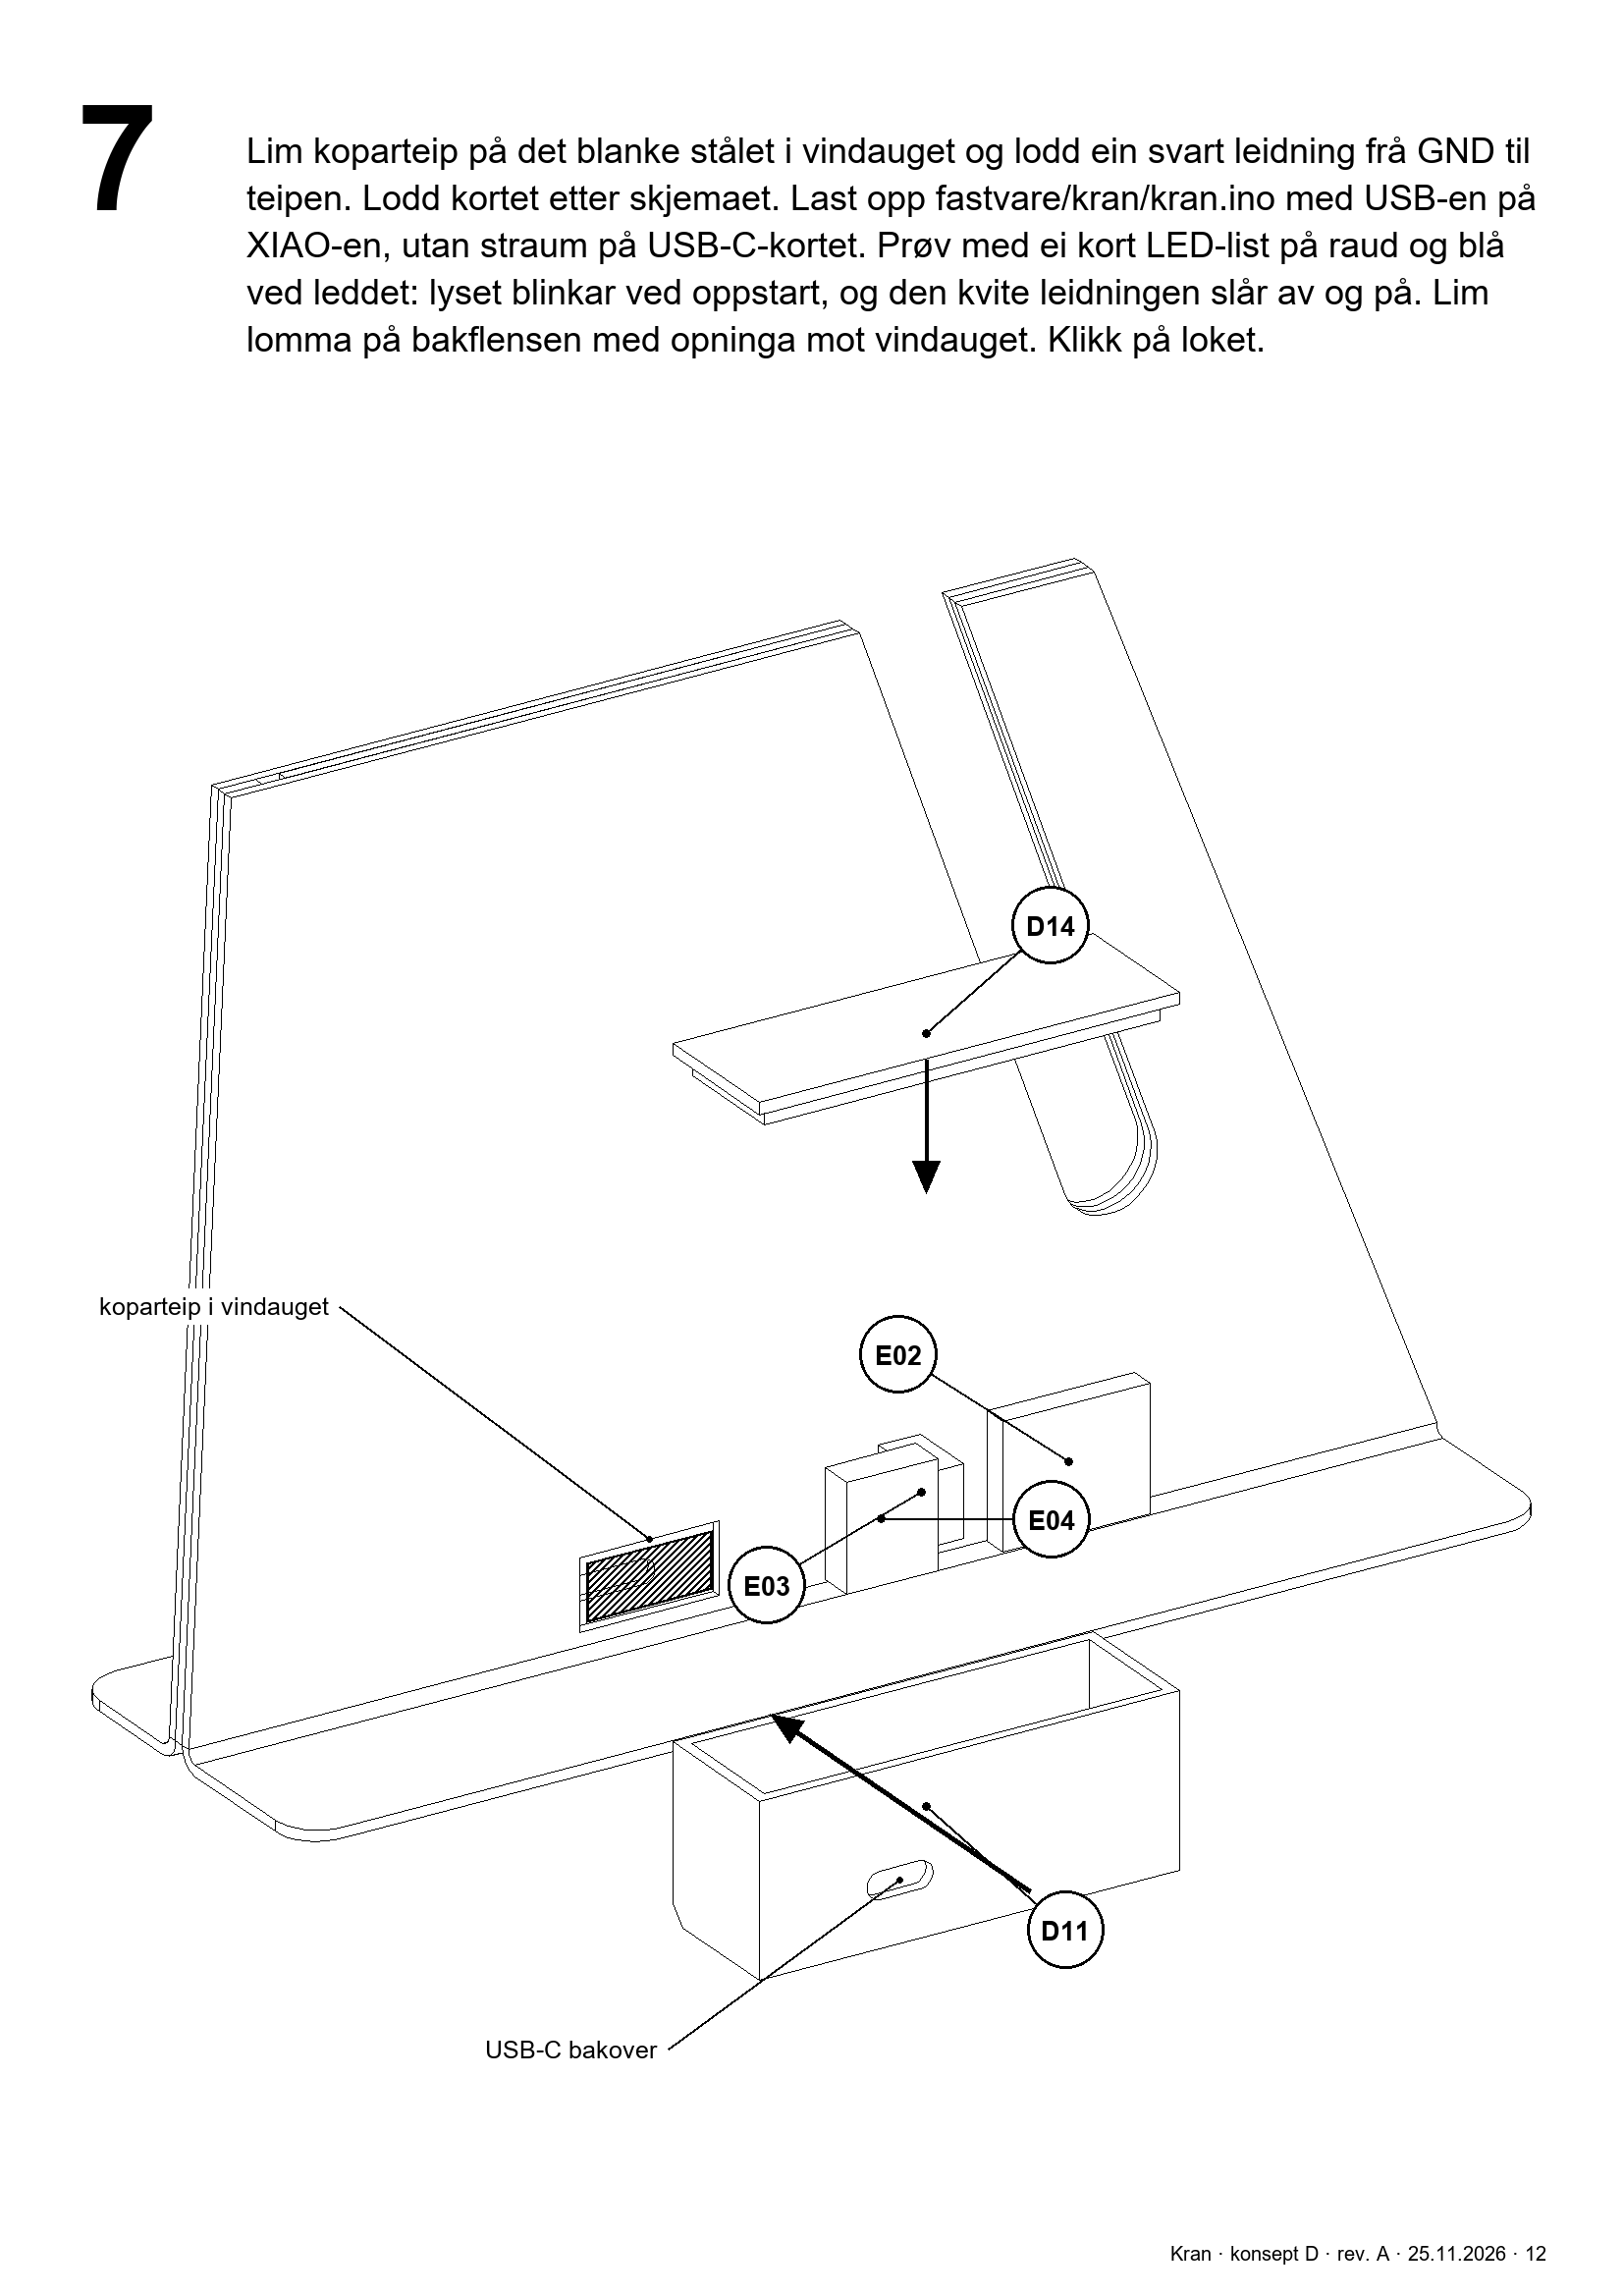 7
Lim koparteip på det blanke stålet i vindauget og lodd ein svart leidning frå GND til
teipen. Lodd kortet etter skjemaet. Last opp fastvare/kran/kran.ino med USB-en på
XIAO-en, utan straum på USB-C-kortet. Prøv med ei kort LED-list på raud og blå
ved leddet: lyset blinkar ved oppstart, og den kvite leidningen slår av og på. Lim
lomma på bakflensen med opninga mot vindauget. Klikk på loket.
D14
koparteip i vindauget
E02
E04
E03
D11
USB-C bakover
Kran · konsept D · rev. A · 25.11.2026 · 12